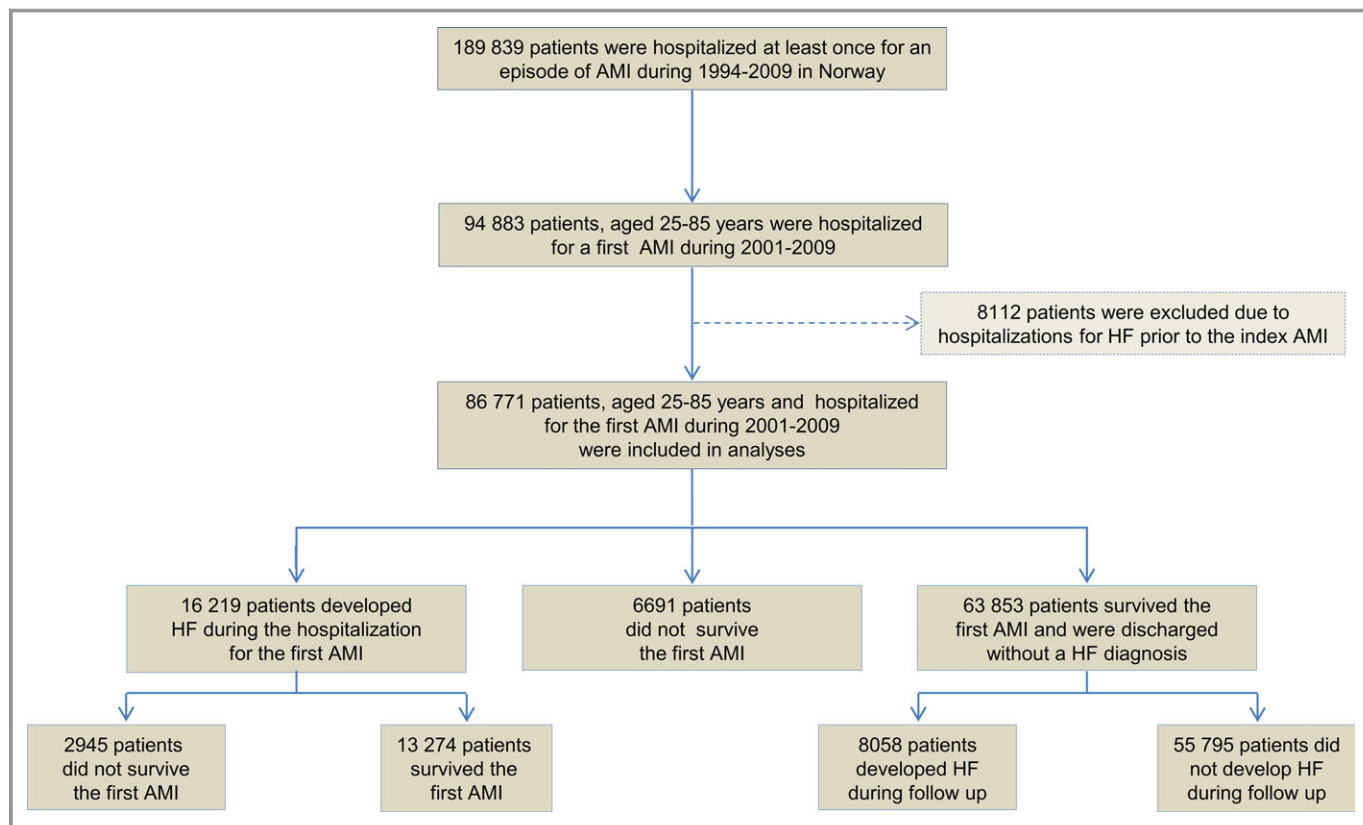 189 839 patients were hospitalized at least once for an
episode of AMI during 1994-2009 in Norway
94 883 patients, aged 25-85 years were hospitalized
for a first AMI during 2001-2009
8112 patients were excluded due to
hospitalizations for HF prior to the index AMI
86 771 patients, aged 25-85 years and hospitalized
for the first AMI during 2001-2009
were included in analyses
16 219 patients developed
HF during the hospitalization
for the first AMI
6691 patients
did not survive
the first AMI
63 853 patients survived the
first AMI and were discharged
without a HF diagnosis
2945 patients
did not survive
the first AMI
13 274 patients
survived the
first AMI
8058 patients
developed HF
during follow up
55 795 patients did
not develop HF
during follow up